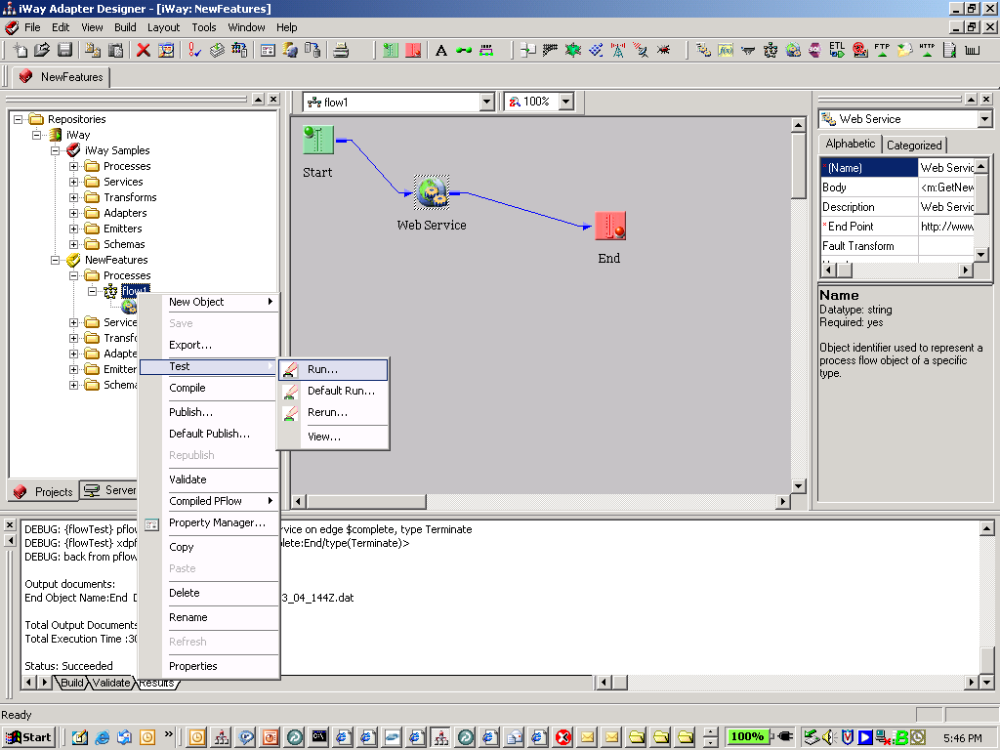 iWay Adapter Designer - [iWay: NewFeatures]
File Edit View Build Layout Tools Window Help
ETL FTP HTTP
NewFeatures
flow1
100%
Repositories
iWay
iWay Samples
Processes
Services
Transforms
Adapters
Emitters
Schemas
NewFeatures
Processes
flow1
Service
Transfo
Adapte
Emitter
Schema
Projects Server
New Object
Save
Export...
Test
Compile
Publish...
Default Publish...
Republish
Validate
Compiled PFlow
Property Manager...
Copy
Paste
Delete
Rename
Refresh
Properties
Run...
Default Run...
Rerun...
View...
Start
Web Service
End
Web Service
Alphabetic Categorized
(Name) Web Servic
Body <m:GetNew
Description Web Servic
*End Point http://www
Fault Transform
Name
Datatype: string
Required: yes
Object identifier used to represent a
process flow object of a specific
type.
DEBUG: {flowTest} pflow rvice on edge $complete, type Terminate
DEBUG: {flowTest} xdpf plete:End/type(Terminate)>
DEBUG: back from pflow
Output documents:
End Object Name:End D 3_04_144Z.dat
Total Output Documents
Total Execution Time :30
Status: Succeeded
Build Validate Results
Ready
Start
100%
5:46 PM